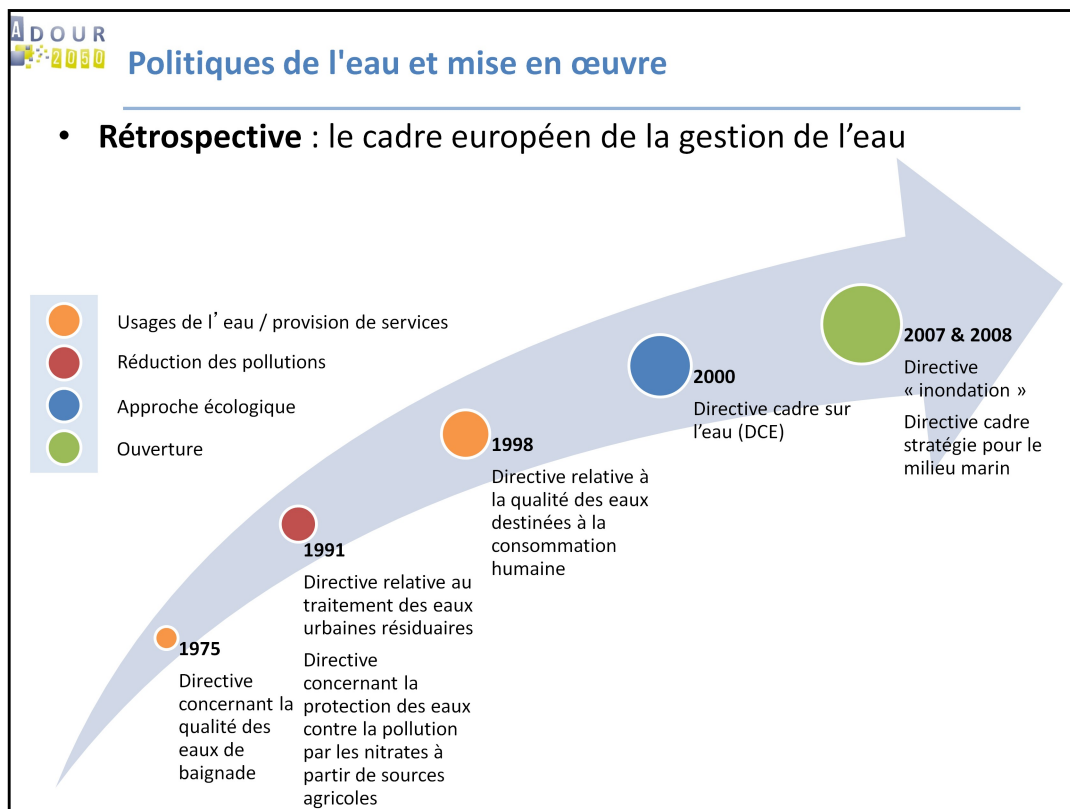 ADOUR
2050
Politiques de l'eau et mise en œuvre
• Rétrospective : le cadre européen de la gestion de l’eau
Usages de l’eau / provision de services
Réduction des pollutions
Approche écologique
Ouverture
1975
Directive
concernant la
qualité des
eaux de
baignade
1991
Directive relative au
traitement des eaux
urbaines résiduaires
Directive
concernant la
protection des eaux
contre la pollution
par les nitrates à
partir de sources
agricoles
1998
Directive relative à
la qualité des eaux
destinées à la
consommation
humaine
2000
Directive cadre sur
l’eau (DCE)
2007 & 2008
Directive
« inondation »
Directive cadre
stratégie pour le
milieu marin